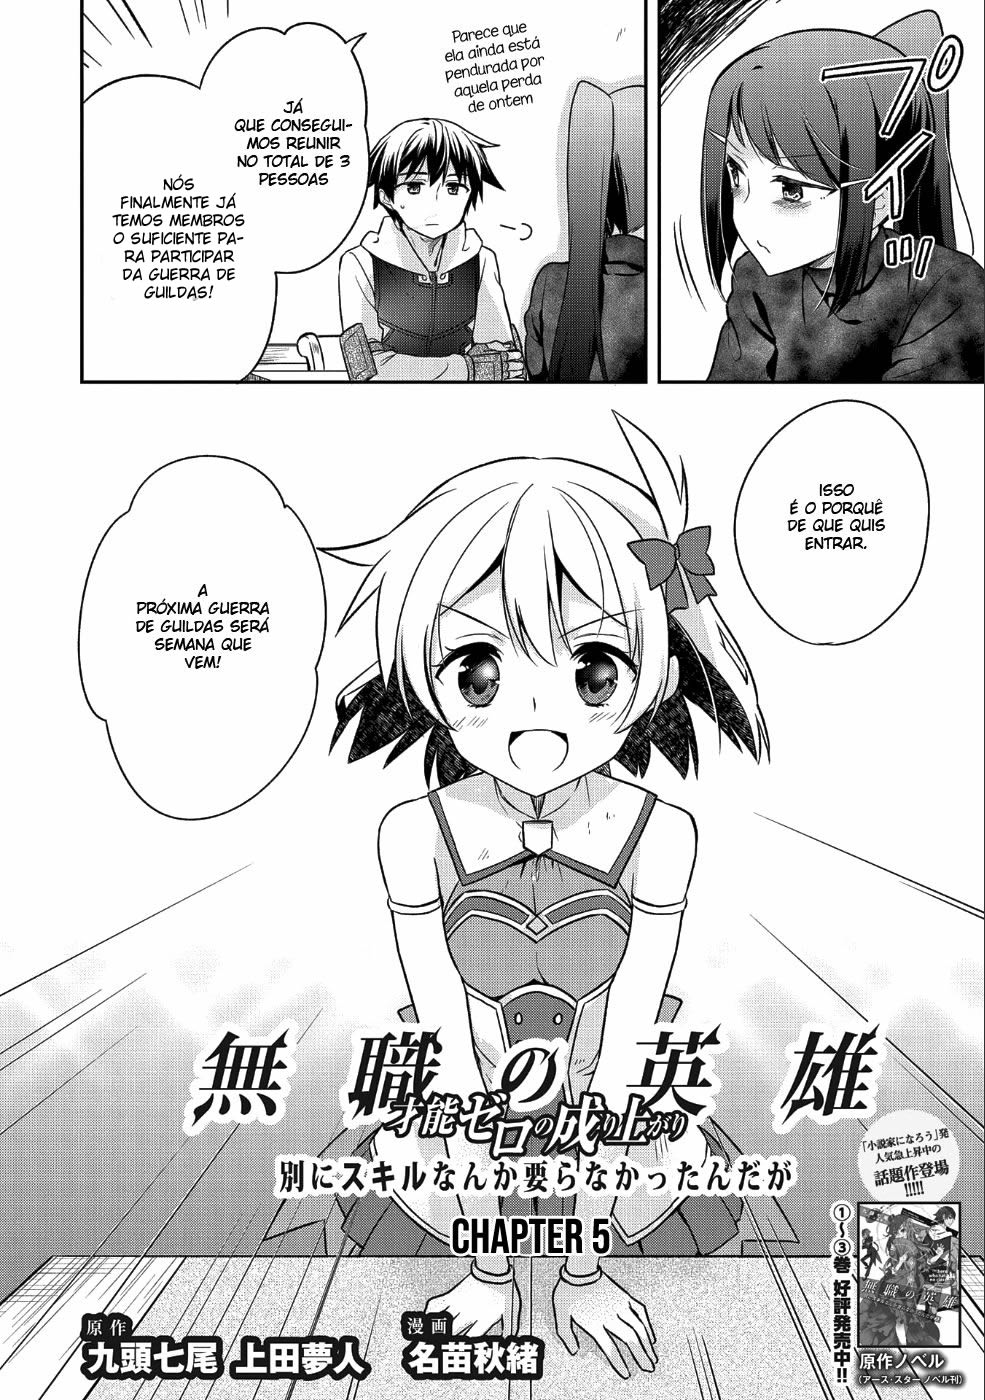 プイ
Parece que
ela ainda está
pendurada por
aquela perda
de ontem
JÁ
QUE CONSEGUI-
MOS REUNIR
NO TOTAL DE 3
PESSOAS
NÓS
FINALMENTE JÁ
TEMOS MEMBROS
O SUFICIENTE PA-
RA PARTICIPAR
DA GUERRA DE
GUILDAS!
ISSO
É O PORQUÊ
DE QUE QUIS
ENTRAR.
A
PRÓXIMA GUERRA
DE GUILDAS SERÁ
SEMANA QUE
VEM!
無職の英雄
才能ゼロの成り上がり
別にスキルなんか要らなかったんだが
CHAPTER 5
「小説家になろう」発
人気急上昇中の
話題作登場
!!!!!
①〜③巻 好評発売中!!
無職の英雄
原作ノベル
(アース・スター ノベル刊)
原作
九頭七尾 上田夢人
漫画
名苗秋緒